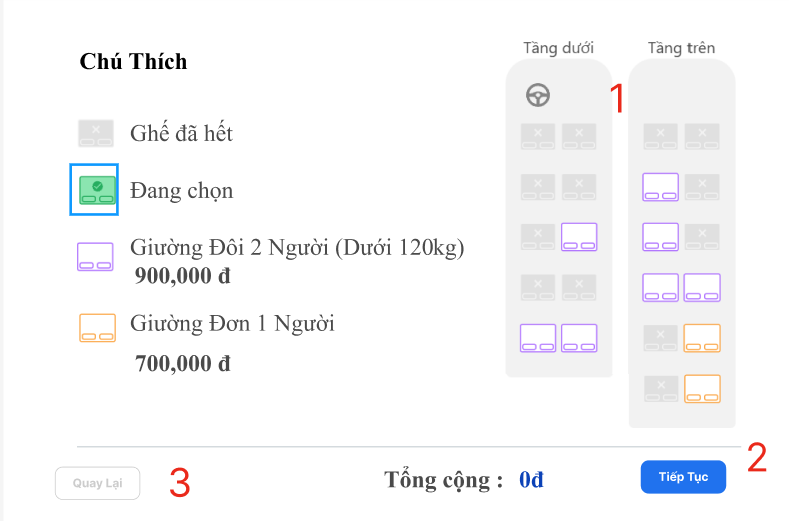 Tầng dưới
Tầng trên
Chú Thích
1
Ghế đã hết
Đang chọn
Giường Đôi 2 Người (Dưới 120kg)
900,000 đ
Giường Đơn 1 Người
700,000 đ
2
Quay Lại
3
Tổng cộng : 0đ
Tiếp Tục